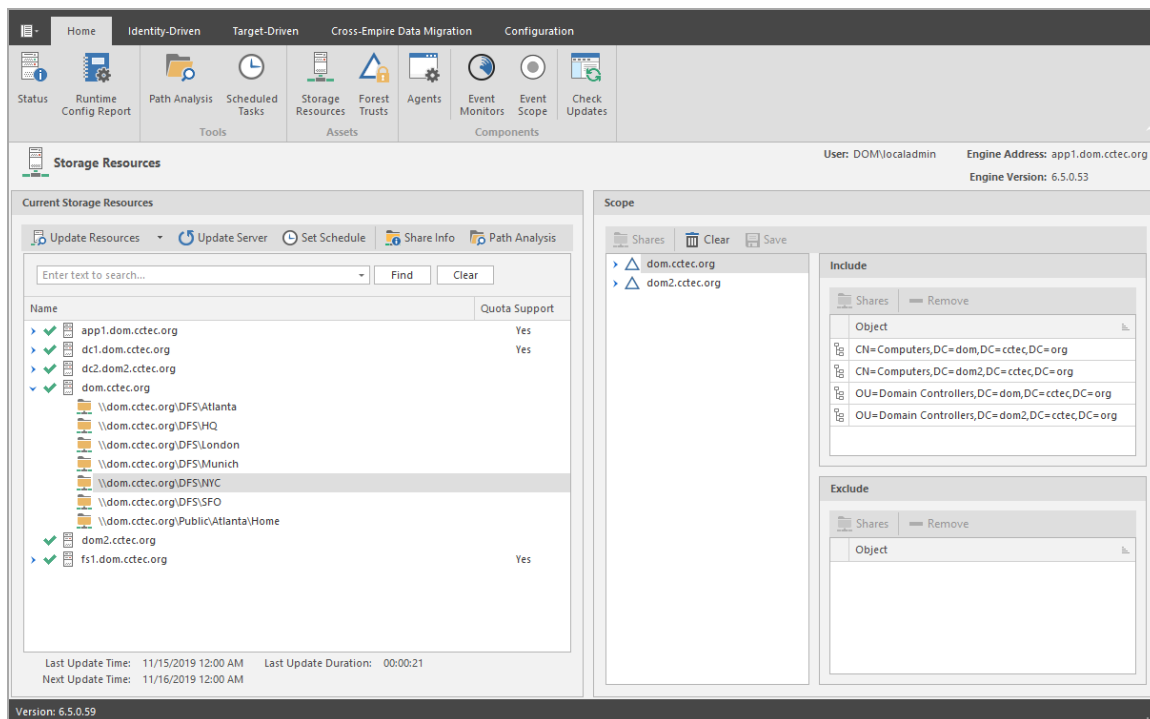 Home Identity-Driven Target-Driven Cross-Empire Data Migration Configuration
Status Runtime Config Report Path Analysis Scheduled Tasks Storage Resources Forest Trusts Agents Event Monitors Event Scope Check Updates
Tools Assets Components
Storage Resources
User: DOM\localadmin Engine Address: app1.dom.cctec.org
Engine Version: 6.5.0.53
Current Storage Resources
Update Resources Update Server Set Schedule Share Info Path Analysis
Enter text to search... Find Clear
Name Quota Support
app1.dom.cctec.org Yes
dc1.dom.cctec.org Yes
dc2.dom2.cctec.org
dom.cctec.org
\\dom.cctec.org\DFS\Atlanta
\\dom.cctec.org\DFS\HQ
\\dom.cctec.org\DFS\London
\\dom.cctec.org\DFS\Munich
\\dom.cctec.org\DFS\NYC
\\dom.cctec.org\DFS\SFO
\\dom.cctec.org\Public\Atlanta\Home
dom2.cctec.org
fs1.dom.cctec.org Yes
Last Update Time: 11/15/2019 12:00 AM Last Update Duration: 00:00:21
Next Update Time: 11/16/2019 12:00 AM
Scope
Shares Clear Save
dom.cctec.org
dom2.cctec.org
Include
Shares Remove
Object
CN=Computers,DC=dom,DC=cctec,DC=org
CN=Computers,DC=dom2,DC=cctec,DC=org
OU=Domain Controllers,DC=dom,DC=cctec,DC=org
OU=Domain Controllers,DC=dom2,DC=cctec,DC=org
Exclude
Shares Remove
Object
Version: 6.5.0.59